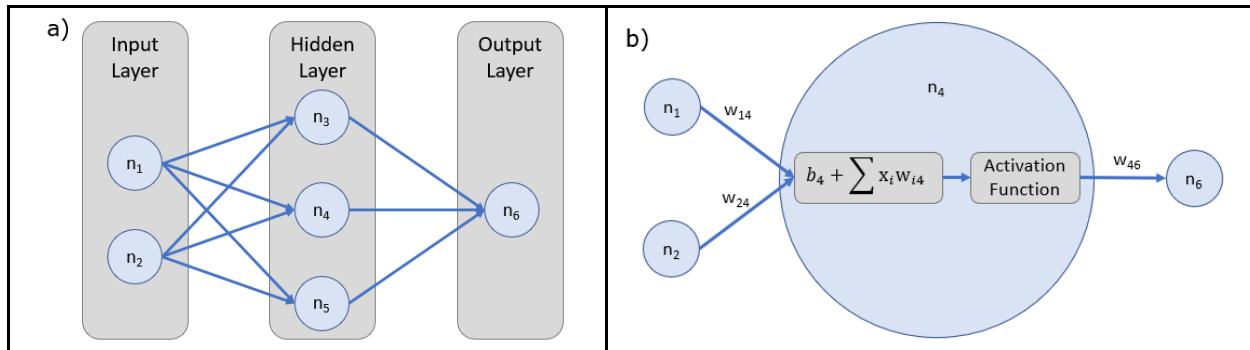 a)
Input
Layer
Hidden
Layer
Output
Layer
n₁
n₂
n₃
n₄
n₅
n₆
b)
n₄
n₁
w₁₄
n₂
w₂₄
b₄ + ∑ xᵢwᵢ₄
Activation
Function
w₄₆
n₆